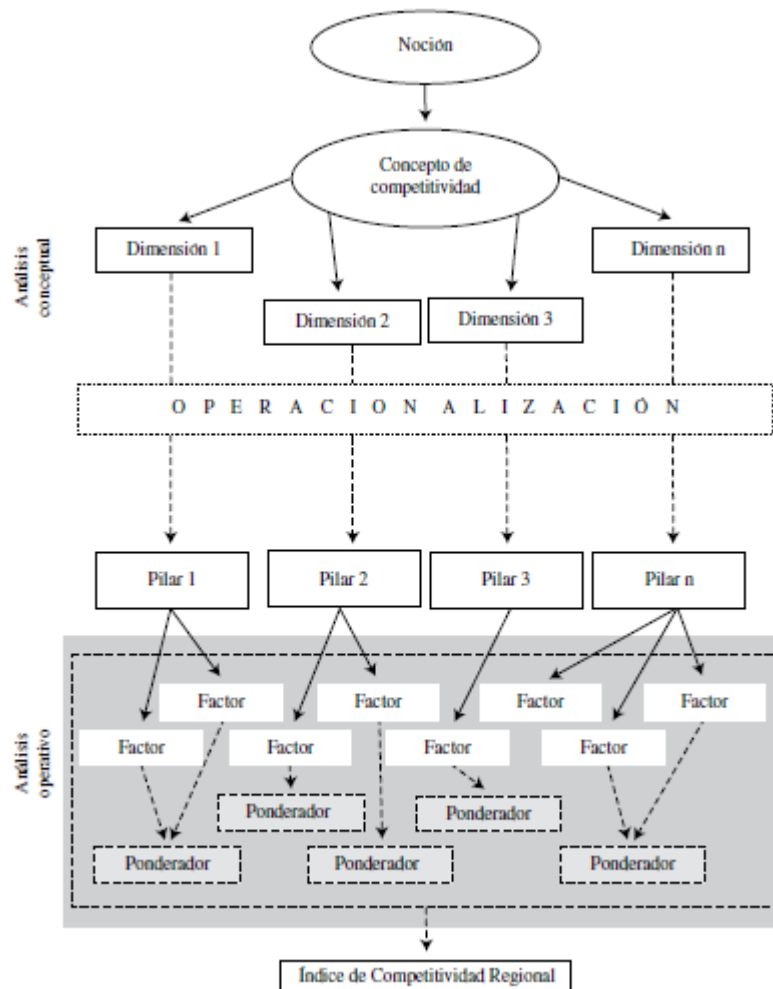 Noción
Concepto de
competitividad
Análisis
conceptual
Dimensión 1
Dimensión n
Dimensión 2
Dimensión 3
OPERACIONALIZACIÓN
Pilar 1
Pilar 2
Pilar 3
Pilar n
Análisis
operativo
Factor
Factor
Factor
Factor
Factor
Factor
Factor
Factor
Ponderador
Ponderador
Ponderador
Ponderador
Ponderador
Índice de Competitividad Regional